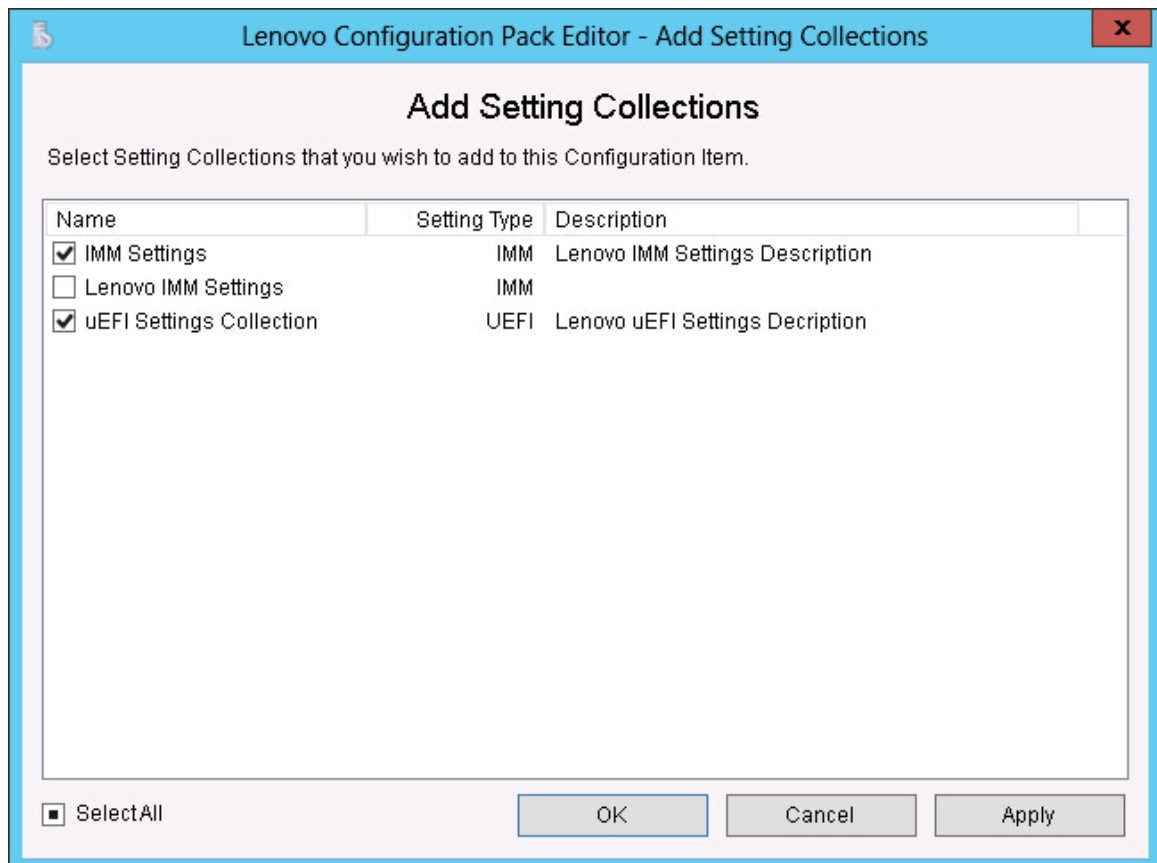 Lenovo Configuration Pack Editor - Add Setting Collections
x
Add Setting Collections
Select Setting Collections that you wish to add to this Configuration Item.
Name Setting Type Description
IMM Settings IMM Lenovo IMM Settings Description
Lenovo IMM Settings IMM
uEFI Settings Collection UEFI Lenovo uEFI Settings Decription
Select All OK Cancel Apply